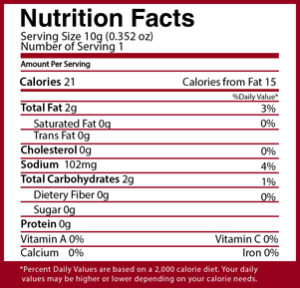 Nutrition Facts
Serving Size 10g (0.352 oz)
Number of Serving 1
Amount Per Serving
Calories 21 Calories from Fat 15
%Daily Value*
Total Fat 2g 3%
Saturated Fat 0g 0%
Trans Fat 0g
Cholesterol 0g 0%
Sodium 102mg 4%
Total Carbohydrates 2g 1%
Dietery Fiber 0g 0%
Sugar 0g
Protein 0g
Vitamin A 0% Vitamin C 0%
Calcium 0% Iron 0%
*Percent Daily Values are based on a 2,000 calorie diet. Your daily
values may be higher or lower depending on your calorie needs.